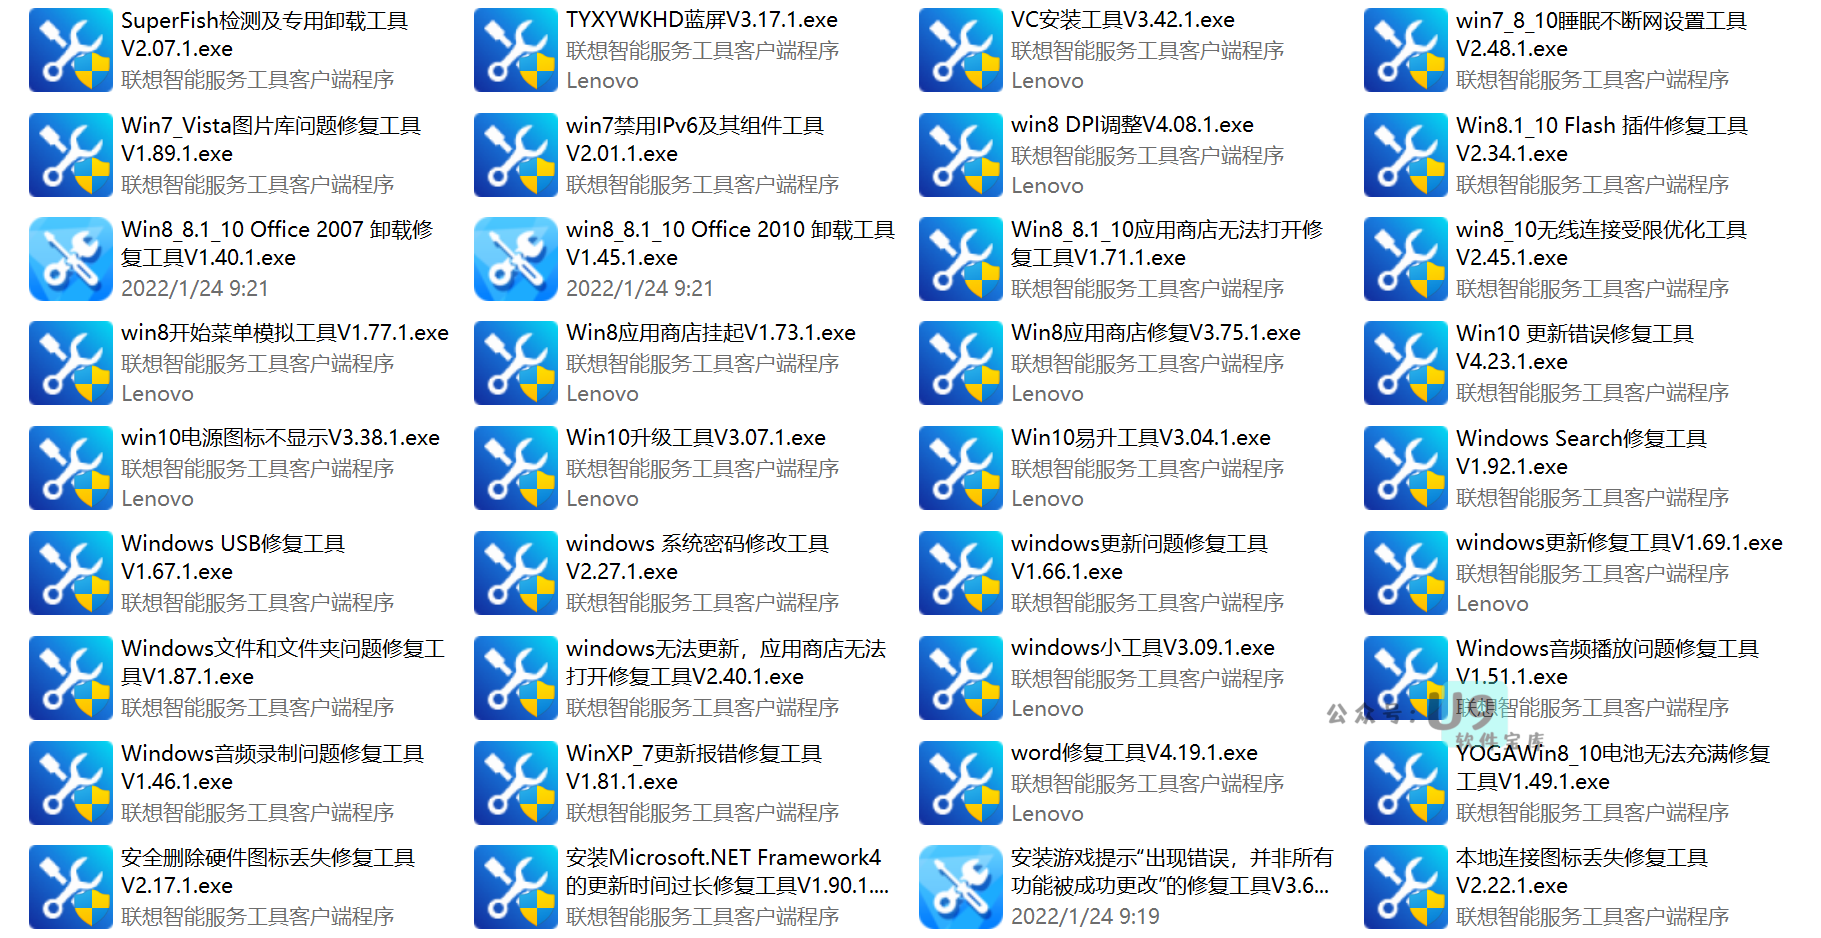 SuperFish检测及专用卸载工具
V2.07.1.exe
联想智能服务工具客户端程序
TYXYWKHD蓝屏V3.17.1.exe
联想智能服务工具客户端程序
Lenovo
VC安装工具V3.42.1.exe
联想智能服务工具客户端程序
Lenovo
win7_8_10睡眠不断网设置工具
V2.48.1.exe
联想智能服务工具客户端程序
Win7_Vista图片库问题修复工具
V1.89.1.exe
联想智能服务工具客户端程序
win7禁用IPv6及其组件工具
V2.01.1.exe
联想智能服务工具客户端程序
win8 DPI调整V4.08.1.exe
联想智能服务工具客户端程序
Lenovo
Win8.1_10 Flash 插件修复工具
V2.34.1.exe
联想智能服务工具客户端程序
Win8_8.1_10 Office 2007 卸载修
复工具V1.40.1.exe
2022/1/24 9:21
win8_8.1_10 Office 2010 卸载工具
V1.45.1.exe
2022/1/24 9:21
Win8_8.1_10应用商店无法打开修
复工具V1.71.1.exe
联想智能服务工具客户端程序
win8_10无线连接受限优化工具
V2.45.1.exe
联想智能服务工具客户端程序
win8开始菜单模拟工具V1.77.1.exe
联想智能服务工具客户端程序
Lenovo
Win8应用商店挂起V1.73.1.exe
联想智能服务工具客户端程序
Lenovo
Win8应用商店修复V3.75.1.exe
联想智能服务工具客户端程序
Lenovo
Win10 更新错误修复工具
V4.23.1.exe
联想智能服务工具客户端程序
win10电源图标不显示V3.38.1.exe
联想智能服务工具客户端程序
Lenovo
Win10升级工具V3.07.1.exe
联想智能服务工具客户端程序
Lenovo
Win10易升工具V3.04.1.exe
联想智能服务工具客户端程序
Lenovo
Windows Search修复工具
V1.92.1.exe
联想智能服务工具客户端程序
Windows USB修复工具
V1.67.1.exe
联想智能服务工具客户端程序
windows 系统密码修改工具
V2.27.1.exe
联想智能服务工具客户端程序
windows更新问题修复工具
V1.66.1.exe
联想智能服务工具客户端程序
windows更新修复工具V1.69.1.exe
联想智能服务工具客户端程序
Lenovo
Windows文件和文件夹问题修复工
具V1.87.1.exe
联想智能服务工具客户端程序
windows无法更新，应用商店无法
打开修复工具V2.40.1.exe
联想智能服务工具客户端程序
windows小工具V3.09.1.exe
联想智能服务工具客户端程序
Lenovo
Windows音频播放问题修复工具
V1.51.1.exe
联想智能服务工具客户端程序
公众号：U9
软件宝库
Windows音频录制问题修复工具
V1.46.1.exe
联想智能服务工具客户端程序
WinXP_7更新报错修复工具
V1.81.1.exe
联想智能服务工具客户端程序
word修复工具V4.19.1.exe
联想智能服务工具客户端程序
Lenovo
YOGAWin8_10电池无法充满修复
工具V1.49.1.exe
联想智能服务工具客户端程序
安全删除硬件图标丢失修复工具
V2.17.1.exe
联想智能服务工具客户端程序
安装Microsoft.NET Framework4
的更新时间过长修复工具V1.90.1....
联想智能服务工具客户端程序
安装游戏提示“出现错误，并非所有
功能被成功更改”的修复工具V3.6...
2022/1/24 9:19
本地连接图标丢失修复工具
V2.22.1.exe
联想智能服务工具客户端程序